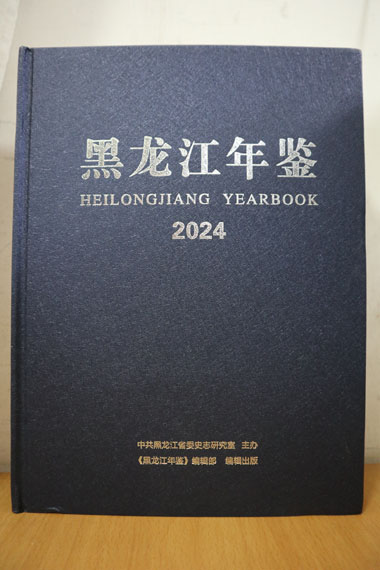 黑龙江年鉴
HEILONGJIANG YEARBOOK
2024
中共黑龙江省委史志研究室 主办
《黑龙江年鉴》编辑部 编辑出版